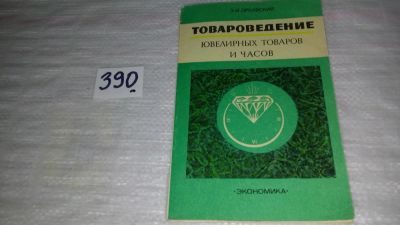 390
ТОВАРОВЕДЕНИЕ
ЮВЕЛИРНЫХ ТОВАРОВ
И ЧАСОВ
«ЭКОНОМИКА»